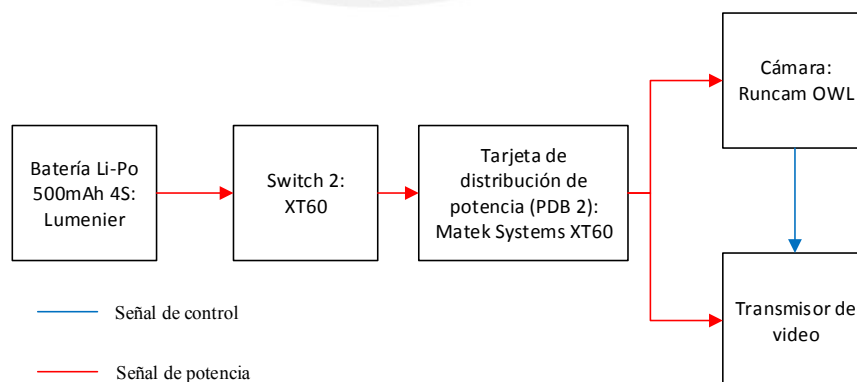 Batería Li-Po
500mAh 4S:
Lumenier
Switch 2:
XT60
Tarjeta de
distribución de
potencia (PDB 2):
Matek Systems XT60
Cámara:
Runcam OWL
Transmisor de
video
Señal de control
Señal de potencia